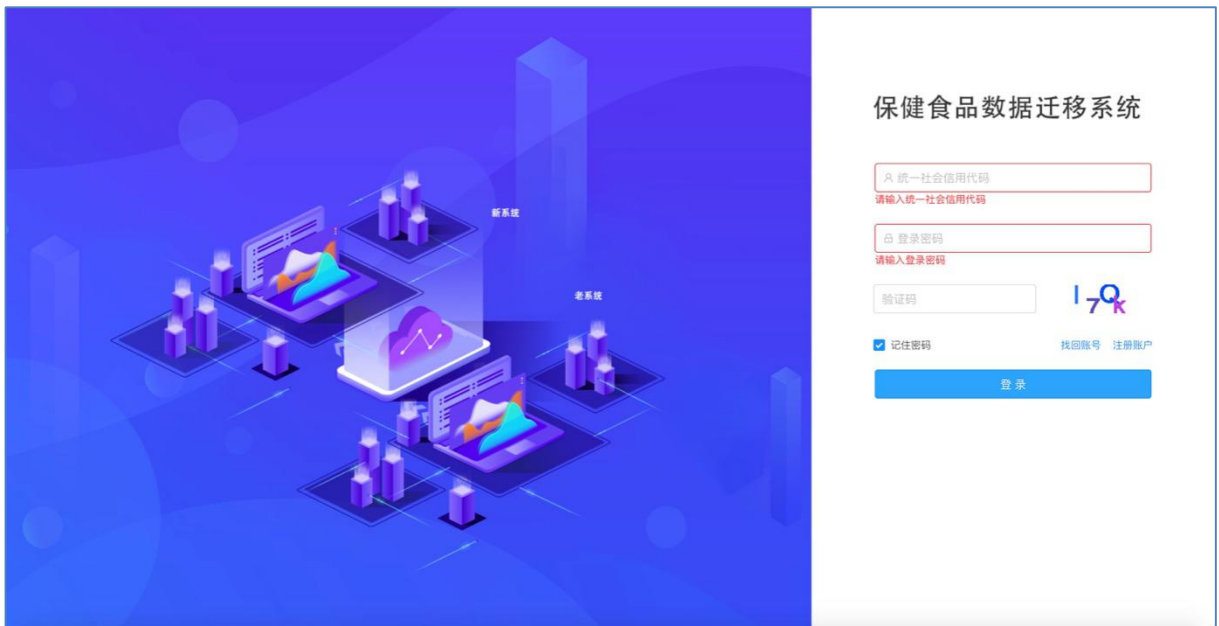 保健食品数据迁移系统
统一社会信用代码
请输入统一社会信用代码
登录密码
请输入登录密码
验证码
I7Qk
记住密码 找回账号 注册账户
登录
新系统
老系统